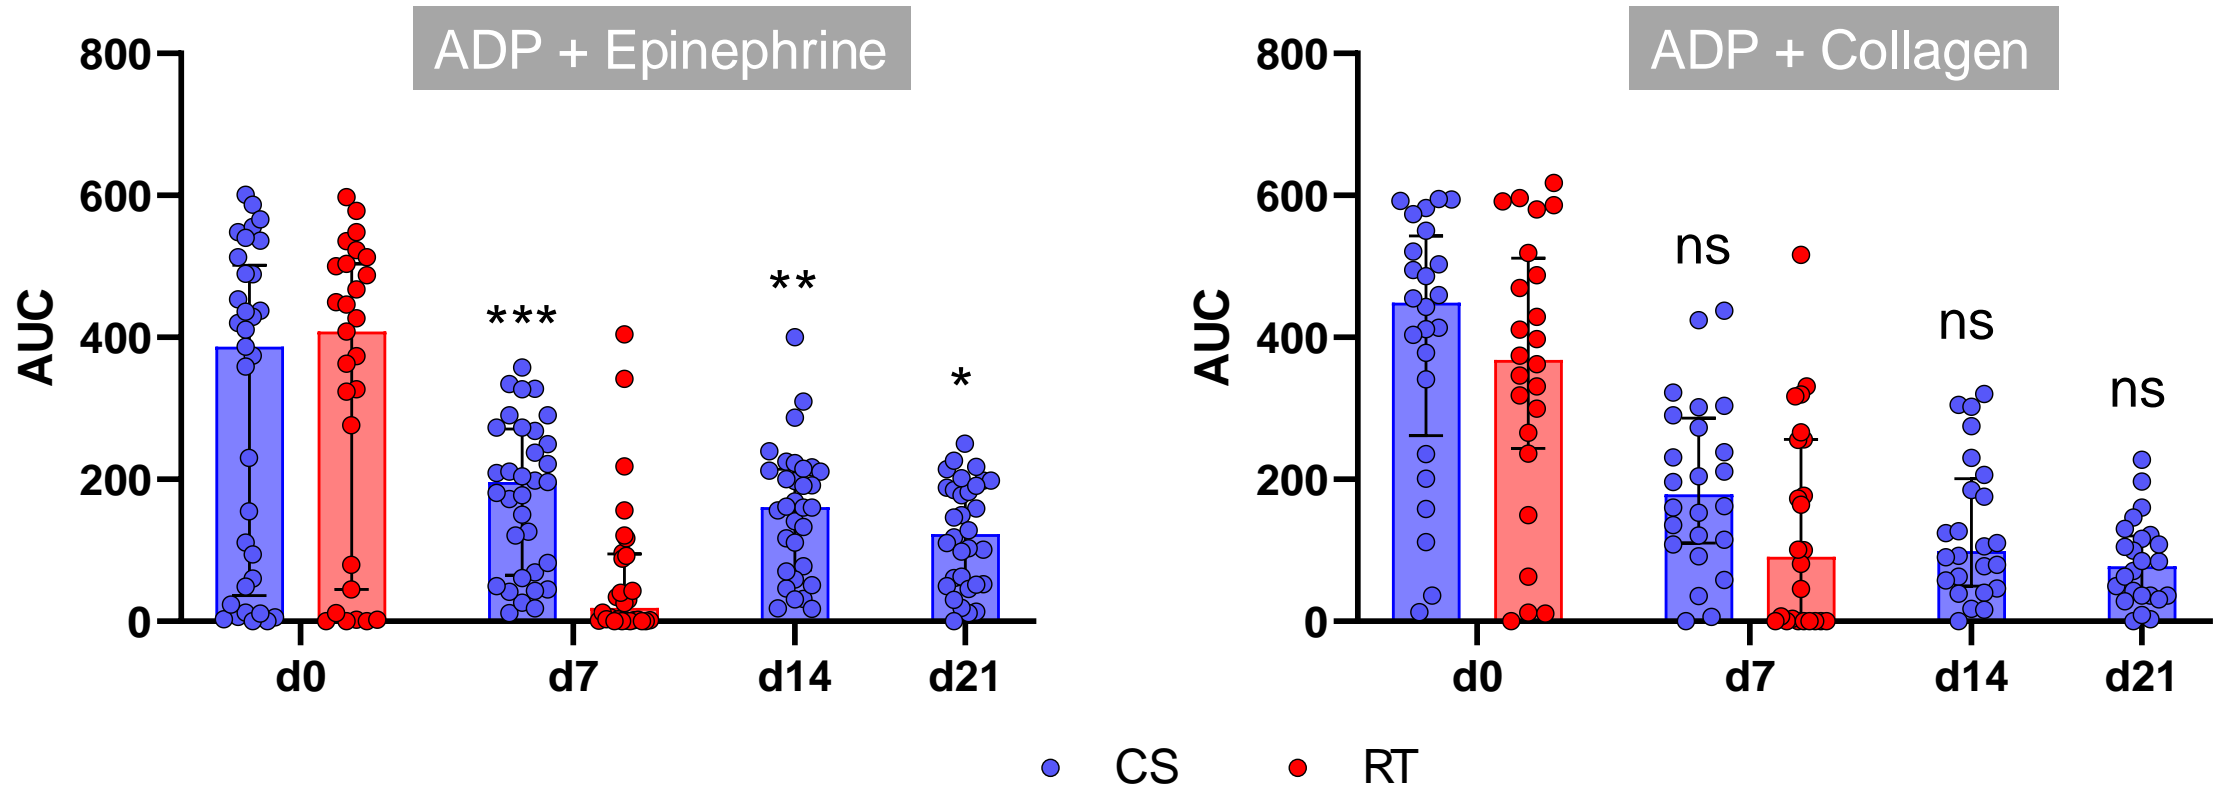 ADP + Epinephrine
AUC
800
600
400
200
0
***
**
*
d0
d7
d14
d21
ADP + Collagen
AUC
800
600
400
200
0
ns
ns
ns
d0
d7
d14
d21
CS
RT